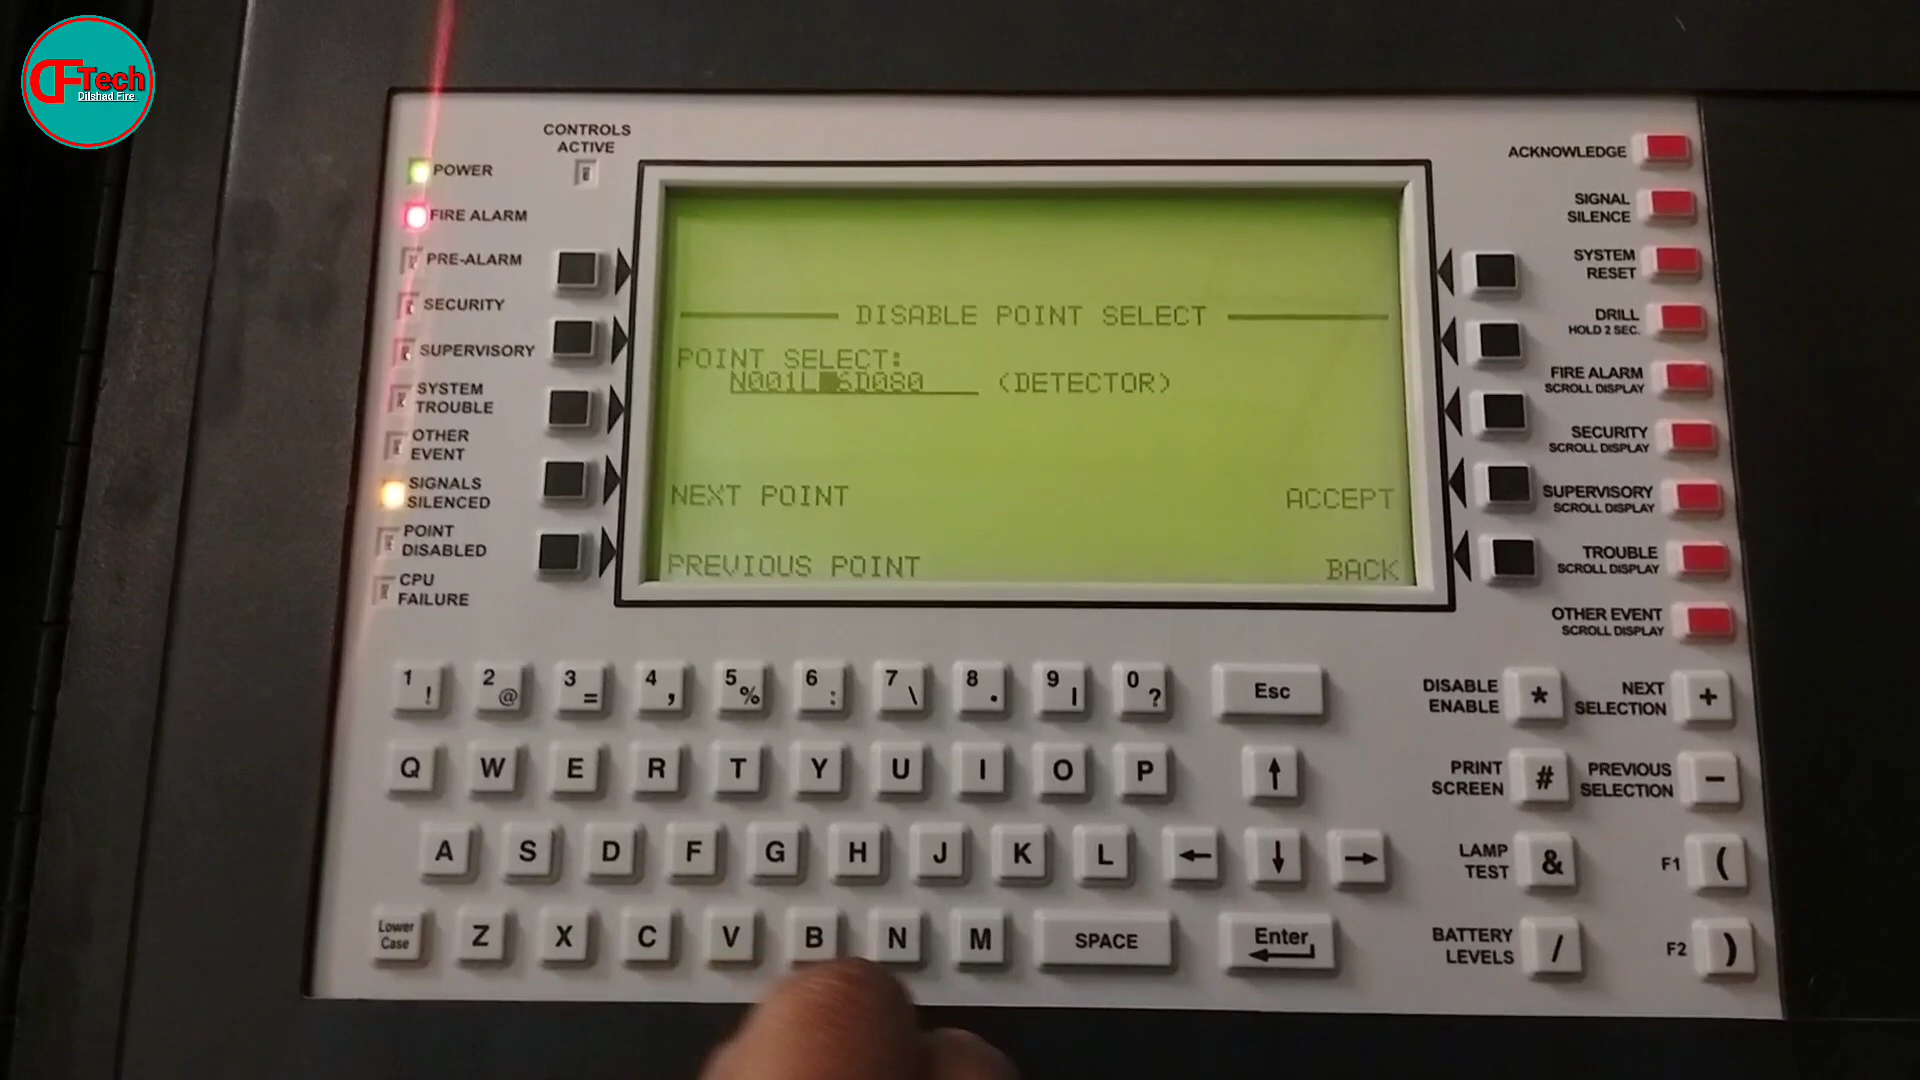 DFTech
Dilshad Fire
CONTROLS
ACTIVE
POWER
FIRE ALARM
PRE-ALARM
SECURITY
SUPERVISORY
SYSTEM
TROUBLE
OTHER
EVENT
SIGNALS
SILENCED
POINT
DISABLED
CPU
FAILURE
DISABLE POINT SELECT
POINT SELECT:
N001L 6D080 (DETECTOR)
NEXT POINT
ACCEPT
PREVIOUS POINT
BACK
ACKNOWLEDGE
SIGNAL
SILENCE
SYSTEM
RESET
DRILL
HOLD 2 SEC.
FIRE ALARM
SCROLL DISPLAY
SECURITY
SCROLL DISPLAY
SUPERVISORY
SCROLL DISPLAY
TROUBLE
SCROLL DISPLAY
OTHER EVENT
SCROLL DISPLAY
1 ! 2 @ 3 = 4 , 5 % 6 : 7 \ 8 . 9 | 0 ? Esc
Q W E R T Y U I O P ↑
A S D F G H J K L ← ↓ →
Lower
Case
Z X C V B N M SPACE Enter
DISABLE
ENABLE
*
NEXT
SELECTION
+
PRINT
SCREEN
#
PREVIOUS
SELECTION
−
LAMP
TEST
&
F1 (
BATTERY
LEVELS
/
F2 )